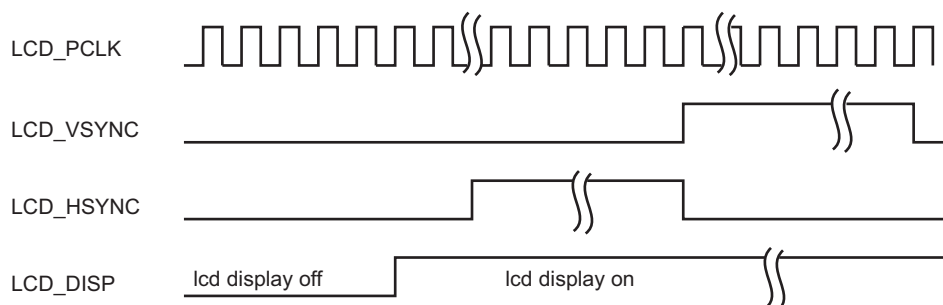 LCD_PCLK
LCD_VSYNC
LCD_HSYNC
LCD_DISP lcd display off lcd display on